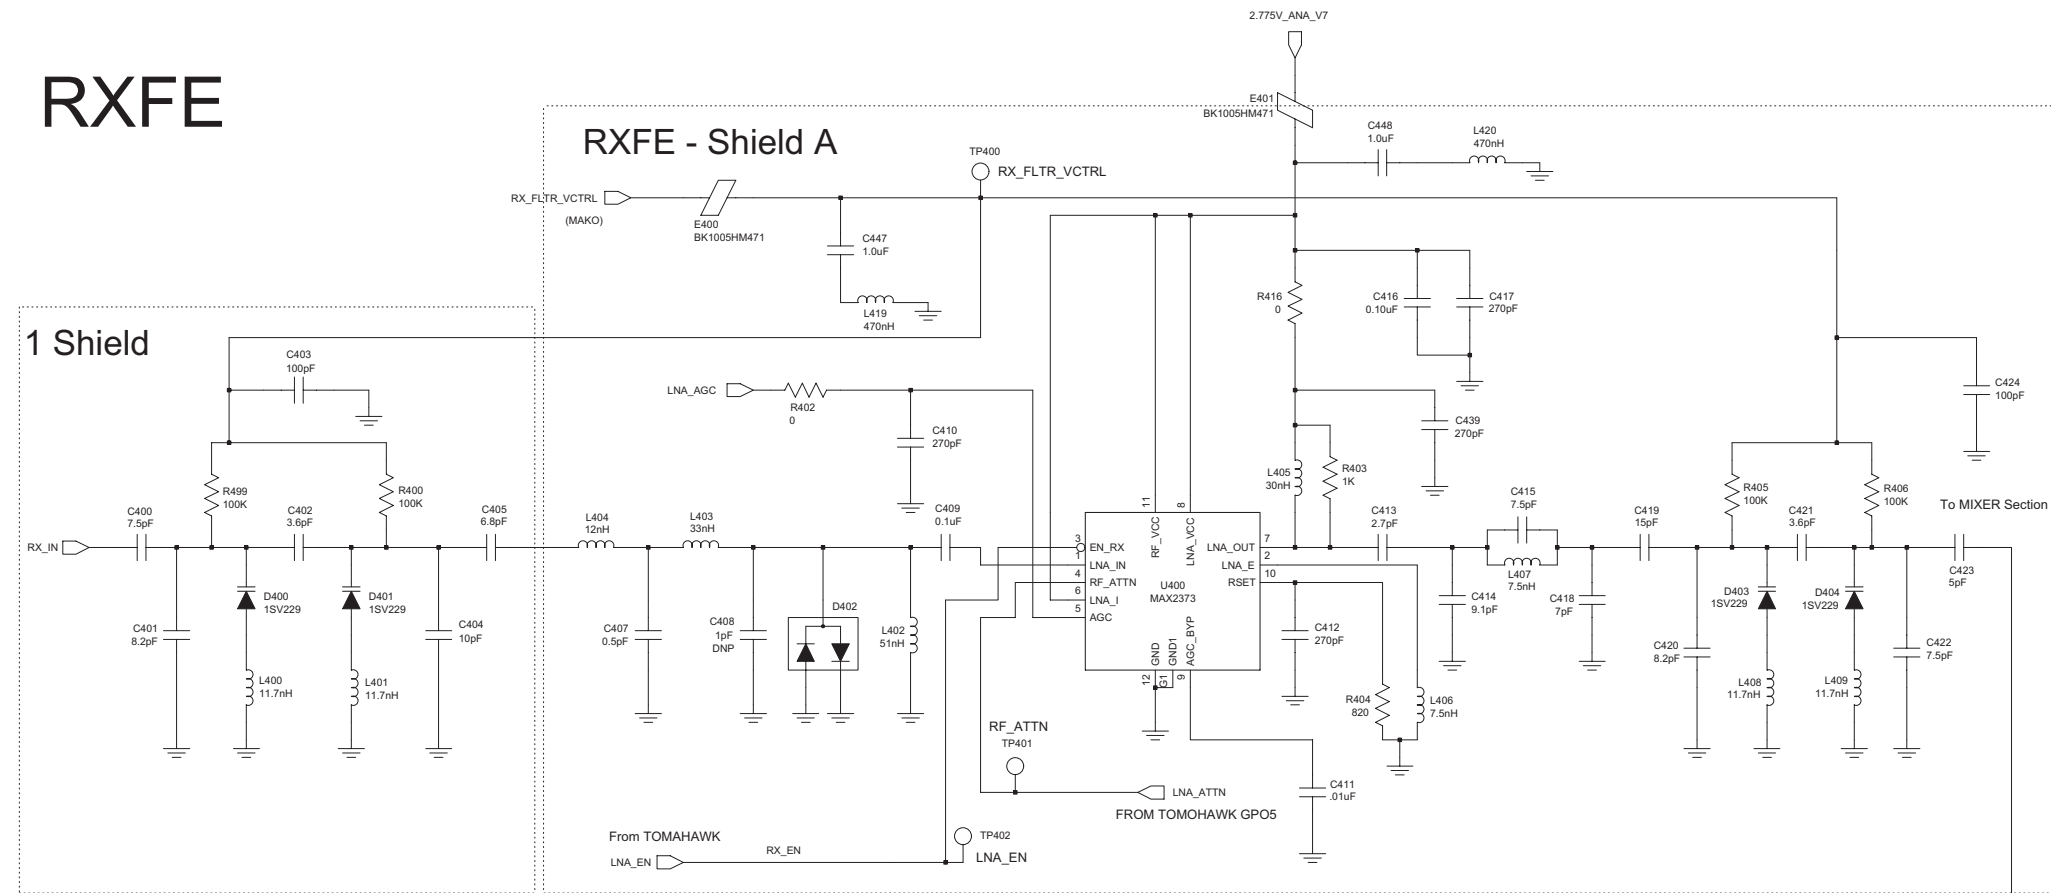 2.775V_ANA_V7
RXFE
E401
BK1005HM471
RXFE - Shield A
C448
1.0uF
L420
470nH
TP400
RX_FLTR_VCTRL
RX_FLTR_VCTRL
(MAKO)
E400
BK1005HM471
C447
1.0uF
L419
470nH
R416
0
C416
0.10uF
C417
270pF
1 Shield
C403
100pF
LNA_AGC
R402
0
C424
100pF
C410
270pF
C439
270pF
R499
100K
R400
100K
L405
30nH
R403
1K
R405
100K
R406
100K
C400
7.5pF
C402
3.6pF
C405
6.8pF
L404
12nH
L403
33nH
C409
0.1uF
C413
2.7pF
C415
7.5pF
L407
7.5nH
C419
15pF
C421
3.6pF
To MIXER Section
C423
5pF
RX_IN
11
8
RF_VCC
LNA_VCC
3
EN_RX
1
LNA_IN
4
RF_ATTN
6
LNA_I
5
AGC
LNA_OUT
7
LNA_E
2
RSET
10
U400
MAX2373
GND
GND1
AGC_BYP
12
G1
9
D400
1SV229
D401
1SV229
C401
8.2pF
C404
10pF
L400
11.7nH
L401
11.7nH
C407
0.5pF
C408
1pF
DNP
D402
L402
51nH
C412
270pF
C414
9.1pF
C418
7pF
D403
1SV229
D404
1SV229
C420
8.2pF
C422
7.5pF
L408
11.7nH
L409
11.7nH
R404
820
L406
7.5nH
RF_ATTN
TP401
LNA_ATTN
FROM TOMOHAWK GPO5
C411
.01uF
From TOMAHAWK
LNA_EN
RX_EN
TP402
LNA_EN